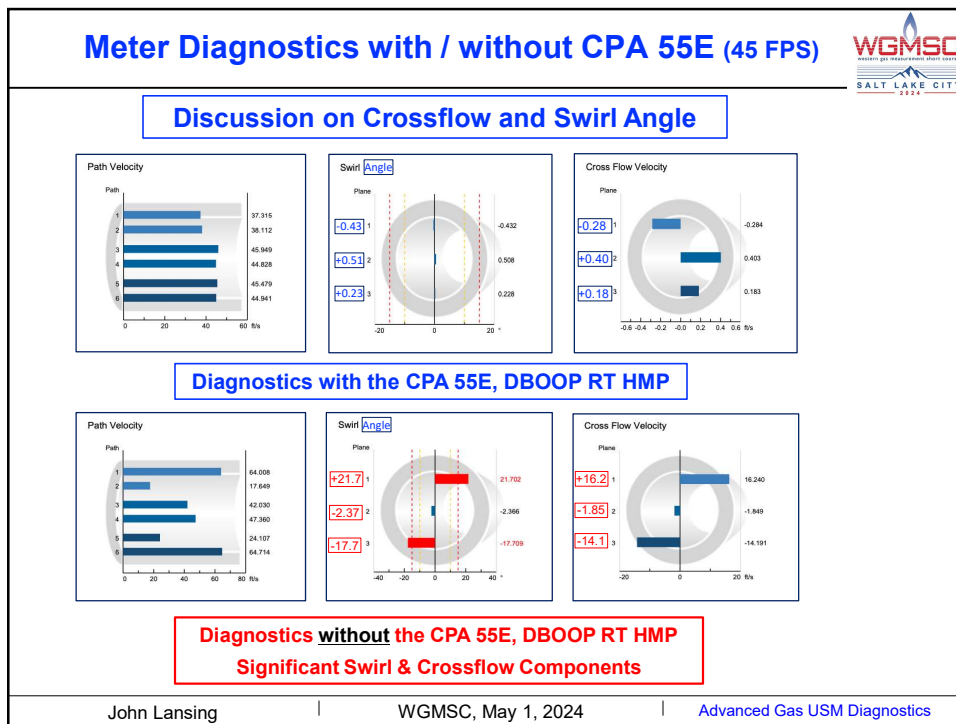 Meter Diagnostics with / without CPA 55E (45 FPS)
WGMSC
western gas measurement short course
SALT LAKE CITY
2024
Discussion on Crossflow and Swirl Angle
Path Velocity
Path
1 37.315
2 38.112
3 45.949
4 44.828
5 45.479
6 44.941
0 20 40 60 ft/s
Swirl Angle
Plane
-0.43 1 -0.432
+0.51 2 0.508
+0.23 3 0.228
-20 0 20 °
Cross Flow Velocity
Plane
-0.28 1 -0.284
+0.40 2 0.403
+0.18 3 0.183
-0.6 -0.4 -0.2 -0.0 0.2 0.4 0.6 ft/s
Diagnostics with the CPA 55E, DBOOP RT HMP
Path Velocity
Path
1 64.008
2 17.649
3 42.030
4 47.360
5 24.107
6 64.714
0 20 40 60 80 ft/s
Swirl Angle
Plane
+21.7 1 21.702
-2.37 2 -2.366
-17.7 3 -17.709
-40 -20 0 20 40 °
Cross Flow Velocity
Plane
+16.2 1 16.240
-1.85 2 -1.849
-14.1 3 -14.191
-20 0 20 ft/s
Diagnostics without the CPA 55E, DBOOP RT HMP
Significant Swirl & Crossflow Components
John Lansing | WGMSC, May 1, 2024 | Advanced Gas USM Diagnostics